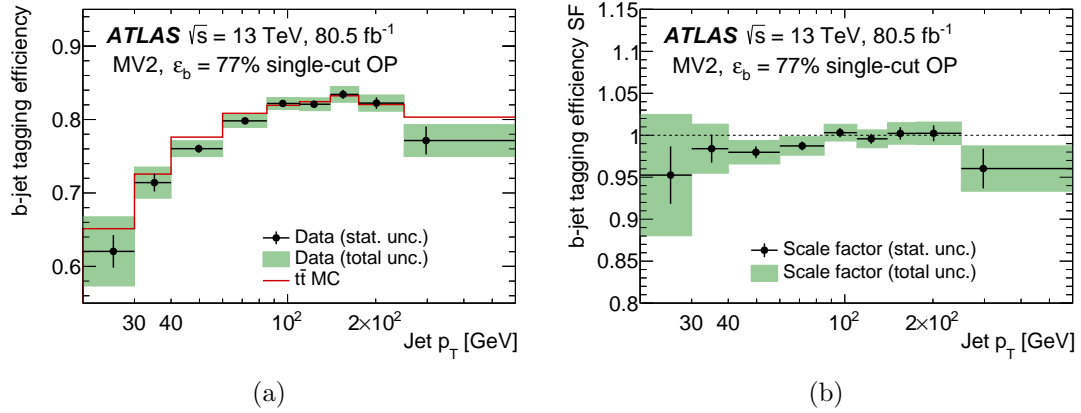 b-jet tagging efficiency
0.9
0.8
0.7
0.6
ATLAS √s = 13 TeV, 80.5 fb⁻¹
MV2, ε_b = 77% single-cut OP
Data (stat. unc.)
Data (total unc.)
tt̄ MC
30 40 10² 2×10²
Jet p_T [GeV]
(a)
b-jet tagging efficiency SF
1.15
1.1
1.05
1
0.95
0.9
0.85
0.8
ATLAS √s = 13 TeV, 80.5 fb⁻¹
MV2, ε_b = 77% single-cut OP
Scale factor (stat. unc.)
Scale factor (total unc.)
30 40 10² 2×10²
Jet p_T [GeV]
(b)